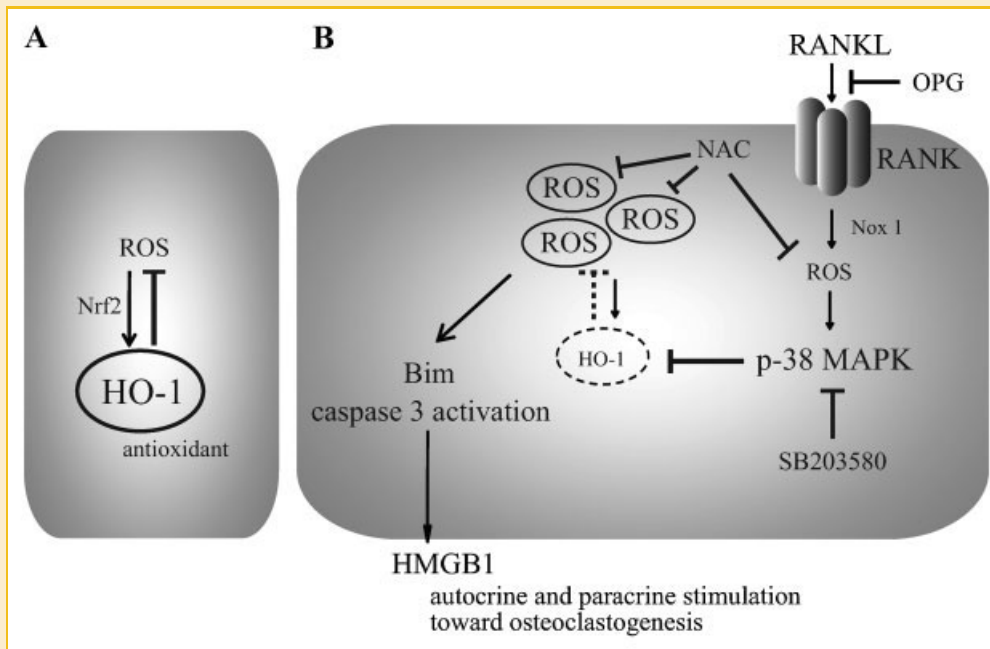 A
ROS
Nrf2
HO-1
antioxidant
B
RANKL
OPG
RANK
NAC
ROS
ROS
ROS
Nox 1
ROS
HO-1
p-38 MAPK
SB203580
Bim
caspase 3 activation
HMGB1
autocrine and paracrine stimulation
toward osteoclastogenesis